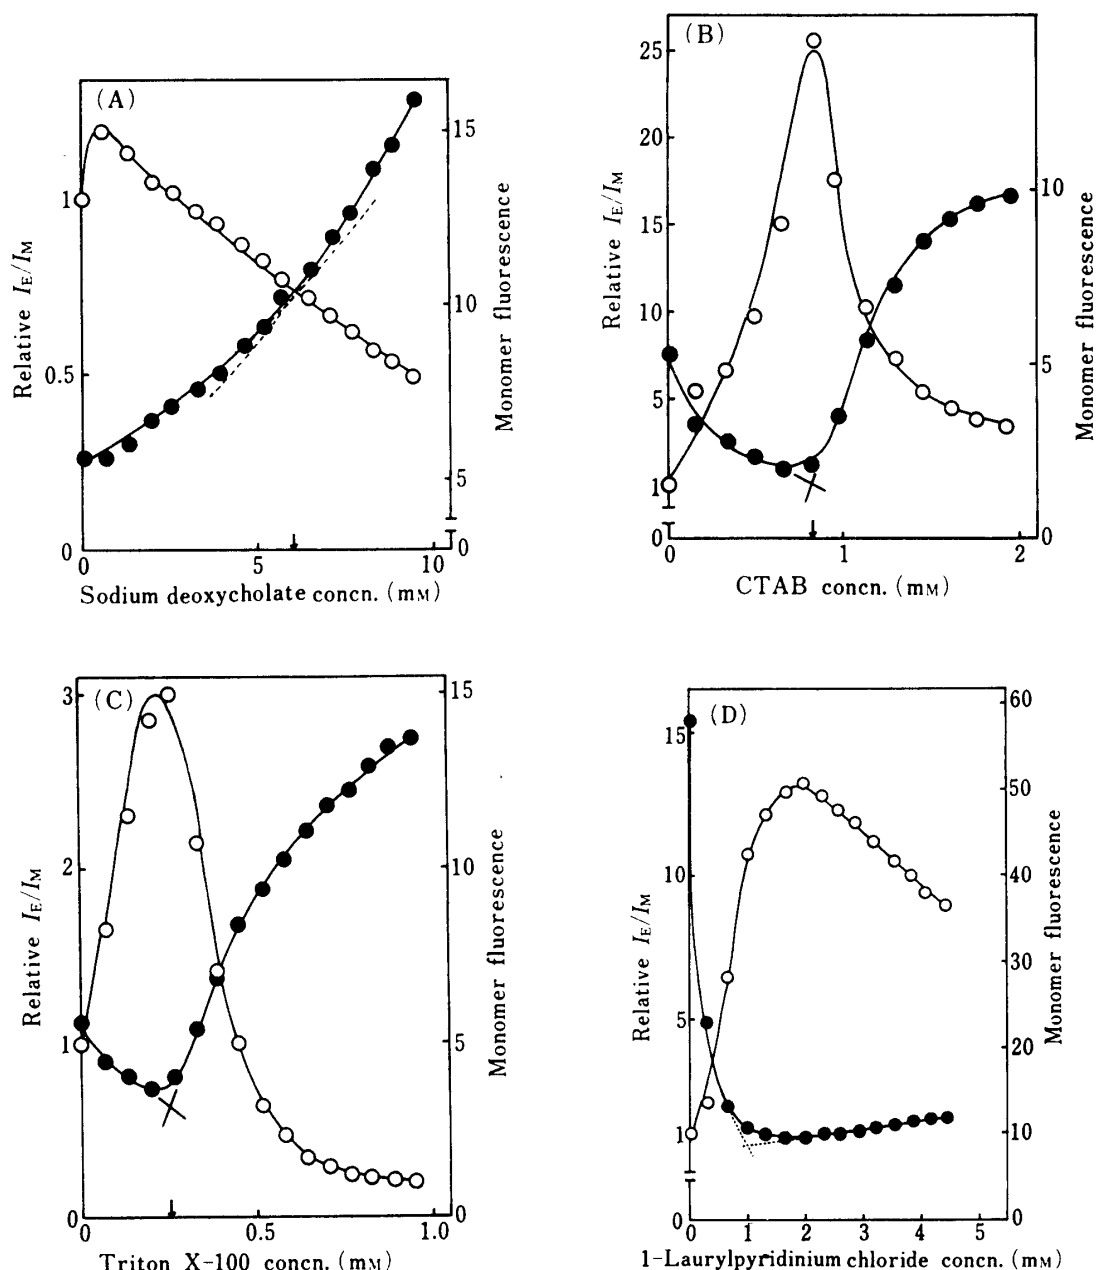 (A)
Relative IE/IM
Monomer fluorescence
1
0.5
0
15
10
5
0
0 5 10
Sodium deoxycholate concn. (mM)
(B)
Relative IE/IM
Monomer fluorescence
25
20
15
10
5
1
0
10
5
0
0 1 2
CTAB concn. (mM)
(C)
Relative IE/IM
Monomer fluorescence
3
2
1
0
15
10
5
0
0 0.5 1.0
Triton X-100 concn. (mM)
(D)
Relative IE/IM
Monomer fluorescence
15
10
5
1
0
60
50
40
30
20
10
0
0 1 2 3 4 5
1-Laurylpyridinium chloride concn. (mM)